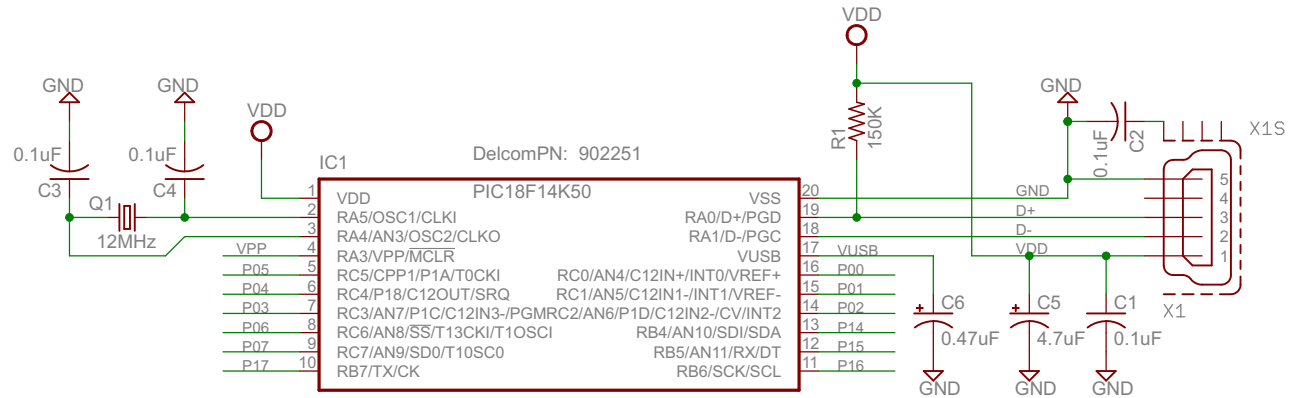 VDD
GND
GND
GND
VDD
0.1uF
0.1uF
C3
C4
Q1
12MHz
R1
150K
0.1uF
C2
X1S
IC1
DelcomPN: 902251
PIC18F14K50
1 VDD VSS 20 GND 5
4
2 RA5/OSC1/CLKI RA0/D+/PGD 19 D+ 3
3 RA4/AN3/OSC2/CLKO RA1/D-/PGC 18 D- 2
VPP 4 RA3/VPP/MCLR VUSB 17 VUSB VDD 1
P05 5 RC5/CPP1/P1A/T0CKI RC0/AN4/C12IN+/INT0/VREF+ 16 P00
P04 6 RC4/P18/C12OUT/SRQ RC1/AN5/C12IN1-/INT1/VREF- 15 P01
P03 7 RC3/AN7/P1C/C12IN3-/PGMRC2/AN6/P1D/C12IN2-/CV/INT2 14 P02
P06 8 RC6/AN8/SS/T13CKI/T1OSCI RB4/AN10/SDI/SDA 13 P14
P07 9 RC7/AN9/SD0/T10SC0 RB5/AN11/RX/DT 12 P15
P17 10 RB7/TX/CK RB6/SCK/SCL 11 P16
+ C6
0.47uF
+ C5
4.7uF
C1
0.1uF
X1
GND
GND
GND